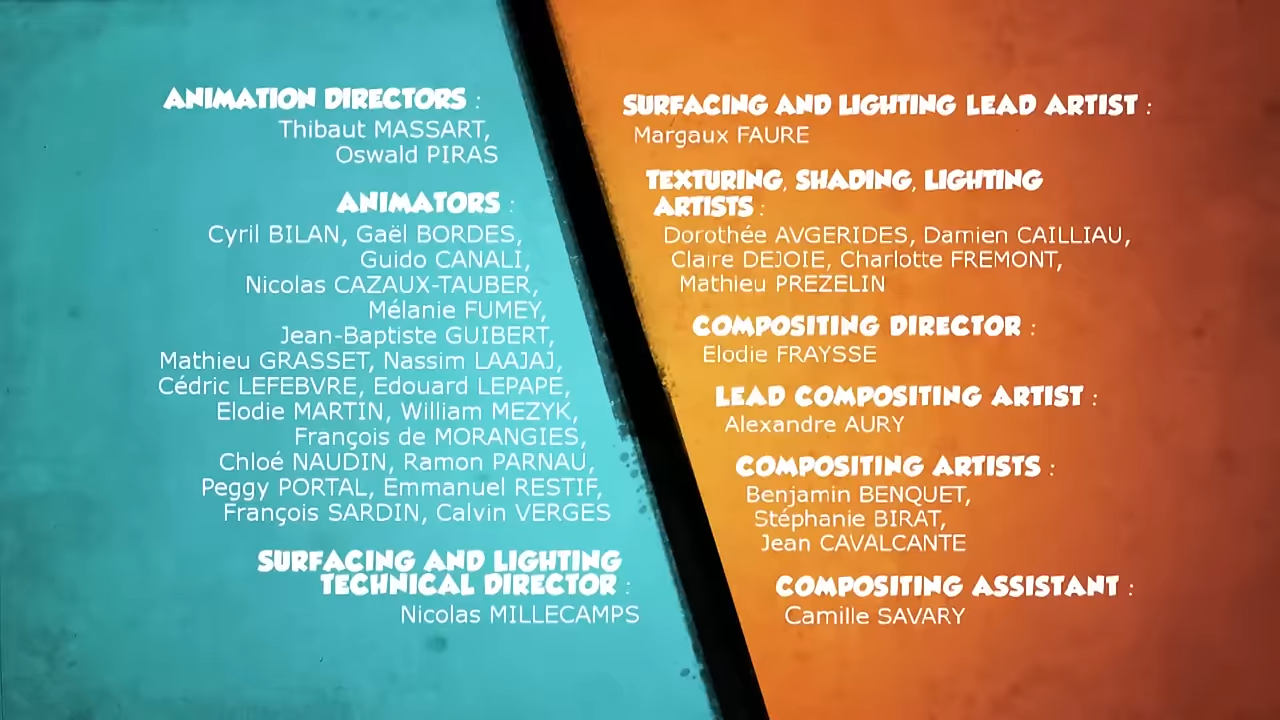 ANIMATION DIRECTORS :
Thibaut MASSART,
Oswald PIRAS
ANIMATORS :
Cyril BILAN, Gaël BORDES,
Guido CANALI,
Nicolas CAZAUX-TAUBER,
Mélanie FUMEY,
Jean-Baptiste GUIBERT,
Mathieu GRASSET, Nassim LAAJAJ,
Cédric LEFEBVRE, Edouard LEPAPE,
Elodie MARTIN, William MEZYK,
François de MORANGIES,
Chloé NAUDIN, Ramon PARNAU,
Peggy PORTAL, Emmanuel RESTIF,
François SARDIN, Calvin VERGES
SURFACING AND LIGHTING
TECHNICAL DIRECTOR :
Nicolas MILLECAMPS
SURFACING AND LIGHTING LEAD ARTIST :
Margaux FAURE
TEXTURING, SHADING, LIGHTING
ARTISTS :
Dorothée AVGERIDES, Damien CAILLIAU,
Claire DEJOIE, Charlotte FREMONT,
Mathieu PREZELIN
COMPOSITING DIRECTOR :
Elodie FRAYSSE
LEAD COMPOSITING ARTIST :
Alexandre AURY
COMPOSITING ARTISTS :
Benjamin BENQUET,
Stéphanie BIRAT,
Jean CAVALCANTE
COMPOSITING ASSISTANT :
Camille SAVARY